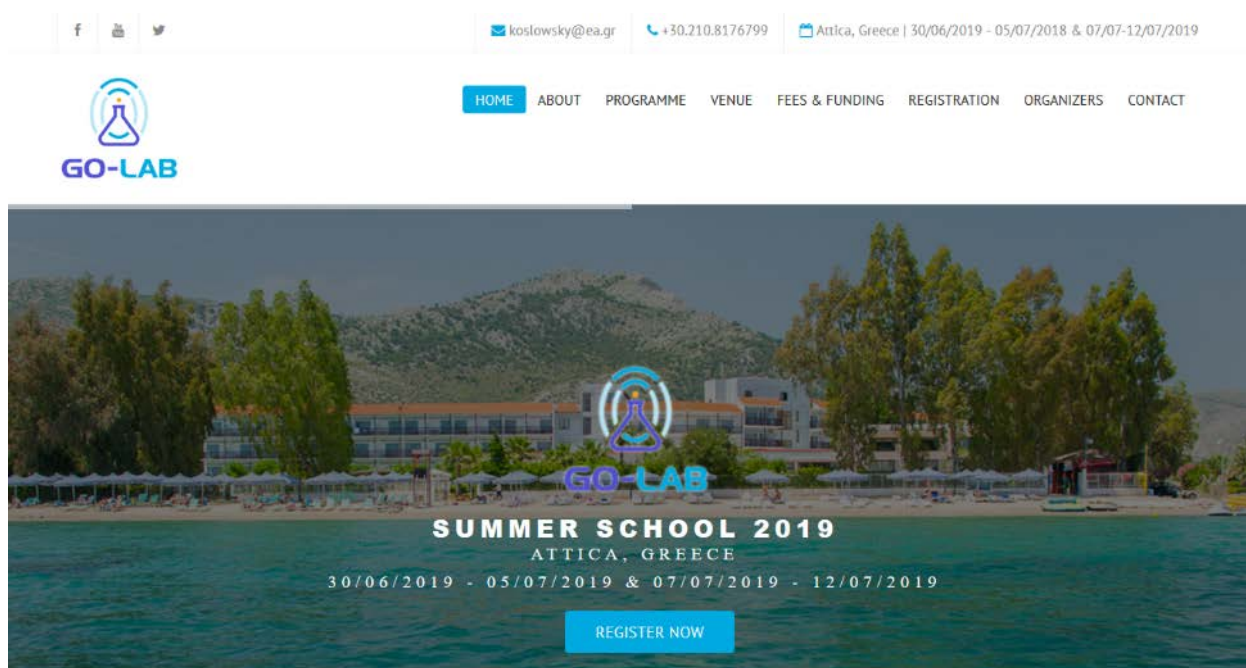 koslowsky@ea.gr +30.210.8176799 Attica, Greece | 30/06/2019 - 05/07/2018 & 07/07-12/07/2019
GO-LAB
HOME ABOUT PROGRAMME VENUE FEES & FUNDING REGISTRATION ORGANIZERS CONTACT
GO-LAB
SUMMER SCHOOL 2019
ATTICA, GREECE
30/06/2019 - 05/07/2019 & 07/07/2019 - 12/07/2019
REGISTER NOW